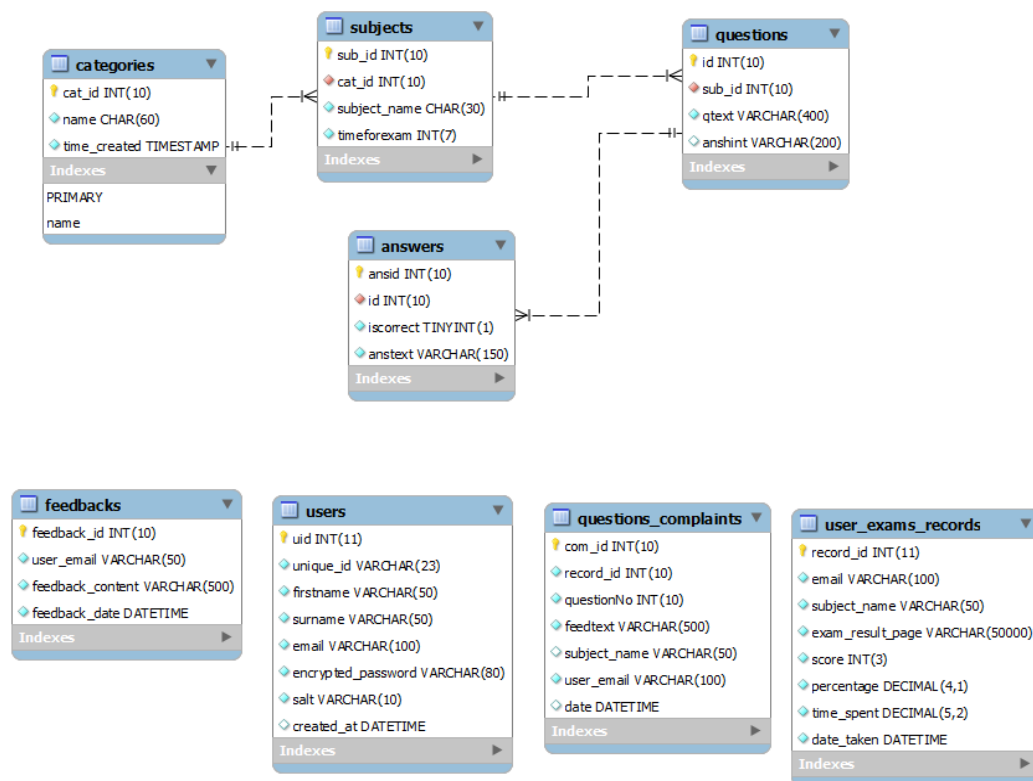 categories
cat_id INT(10)
name CHAR(60)
time_created TIMESTAMP
Indexes
PRIMARY
name
subjects
sub_id INT(10)
cat_id INT(10)
subject_name CHAR(30)
timeforexam INT(7)
Indexes
questions
id INT(10)
sub_id INT(10)
qtext VARCHAR(400)
anshint VARCHAR(200)
Indexes
answers
ansid INT(10)
id INT(10)
iscorrect TINYINT(1)
anstext VARCHAR(150)
Indexes
feedbacks
feedback_id INT(10)
user_email VARCHAR(50)
feedback_content VARCHAR(500)
feedback_date DATETIME
Indexes
users
uid INT(11)
unique_id VARCHAR(23)
firstname VARCHAR(50)
surname VARCHAR(50)
email VARCHAR(100)
encrypted_password VARCHAR(80)
salt VARCHAR(10)
created_at DATETIME
Indexes
questions_complaints
com_id INT(10)
record_id INT(10)
questionNo INT(10)
feedtext VARCHAR(500)
subject_name VARCHAR(50)
user_email VARCHAR(100)
date DATETIME
Indexes
user_exams_records
record_id INT(11)
email VARCHAR(100)
subject_name VARCHAR(50)
exam_result_page VARCHAR(50000)
score INT(3)
percentage DECIMAL(4,1)
time_spent DECIMAL(5,2)
date_taken DATETIME
Indexes